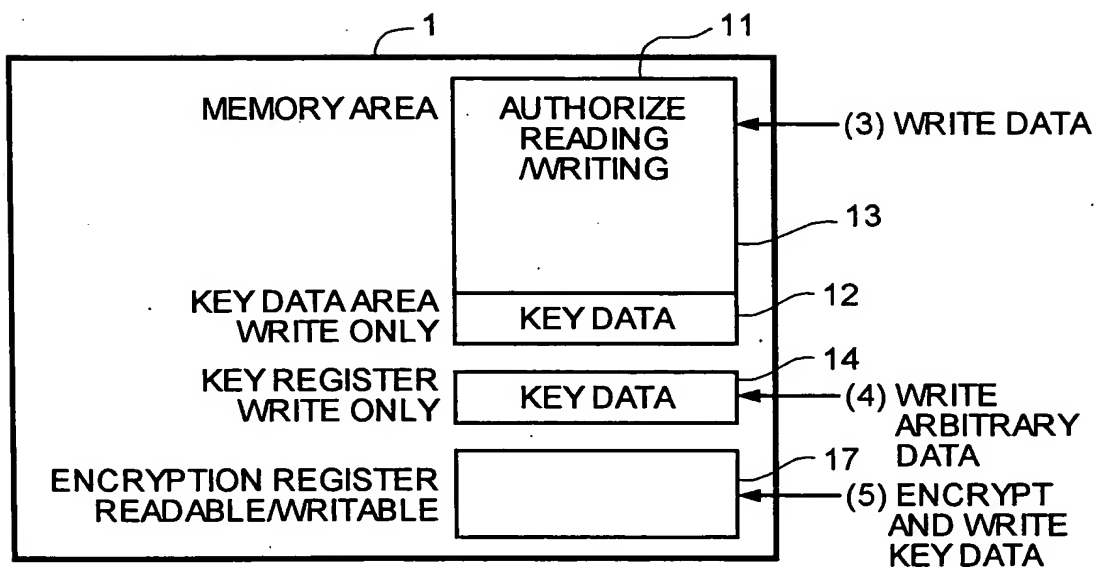 1
11
MEMORY AREA
AUTHORIZE
READING
/WRITING
(3) WRITE DATA
13
KEY DATA AREA
WRITE ONLY
KEY DATA
12
KEY REGISTER
WRITE ONLY
KEY DATA
14
(4) WRITE
ARBITRARY
DATA
ENCRYPTION REGISTER
READABLE/WRITABLE
17
(5) ENCRYPT
AND WRITE
KEY DATA